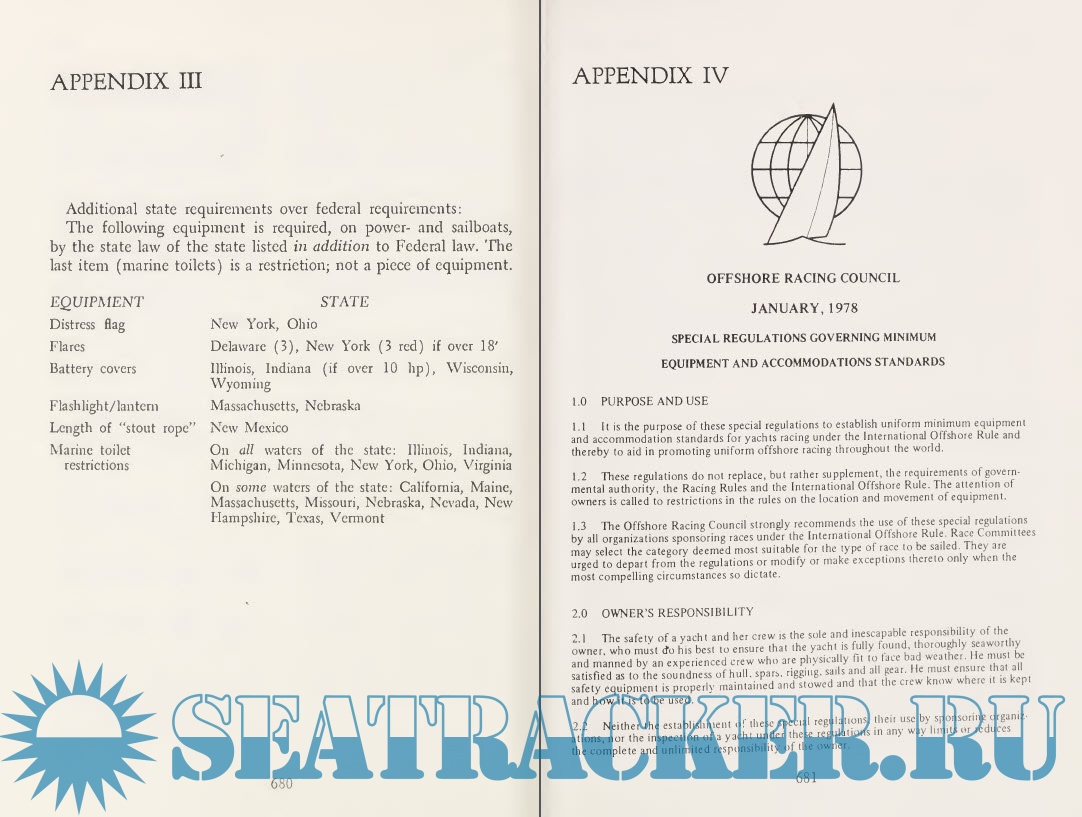 APPENDIX III
Additional state requirements over federal requirements:
The following equipment is required, on power- and sailboats,
by the state law of the state listed in addition to Federal law. The
last item (marine toilets) is a restriction; not a piece of equipment.
EQUIPMENT STATE
Distress flag New York, Ohio
Flares Delaware (3), New York (3 red) if over 18′
Battery covers Illinois, Indiana (if over 10 hp), Wisconsin,
Wyoming
Flashlight/lantern Massachusetts, Nebraska
Length of “stout rope” New Mexico
Marine toilet On all waters of the state: Illinois, Indiana,
restrictions Michigan, Minnesota, New York, Ohio, Virginia
On some waters of the state: California, Maine,
Massachusetts, Missouri, Nebraska, Nevada, New
Hampshire, Texas, Vermont
680
APPENDIX IV
OFFSHORE RACING COUNCIL
JANUARY, 1978
SPECIAL REGULATIONS GOVERNING MINIMUM
EQUIPMENT AND ACCOMMODATIONS STANDARDS
1.0 PURPOSE AND USE
1.1 It is the purpose of these special regulations to establish uniform minimum equipment
and accommodation standards for yachts racing under the International Offshore Rule and
thereby to aid in promoting uniform offshore racing throughout the world.
1.2 These regulations do not replace, but rather supplement, the requirements of govern-
mental authority, the Racing Rules and the International Offshore Rule. The attention of
owners is called to restrictions in the rules on the location and movement of equipment.
1.3 The Offshore Racing Council strongly recommends the use of these special regulations
by all organizations sponsoring races under the International Offshore Rule. Race Committees
may select the category deemed most suitable for the type of race to be sailed. They are
urged to depart from the regulations or modify or make exceptions thereto only when the
most compelling circumstances so dictate.
2.0 OWNER'S RESPONSIBILITY
2.1 The safety of a yacht and her crew is the sole and inescapable responsibility of the
owner, who must do his best to ensure that the yacht is fully found, thoroughly seaworthy
and manned by an experienced crew who are physically fit to face bad weather. He must be
satisfied as to the soundness of hull, spars, rigging, sails and all gear. He must ensure that all
safety equipment is properly maintained and stowed and that the crew know where it is kept
and how it is to be used.
2.2 Neither the establishment of these special regulations, their use by sponsoring organiz-
ations, nor the inspection of a yacht under these regulations in any way limits or reduces
the complete and unlimited responsibility of the owner.
681
SEATRACKER.RU